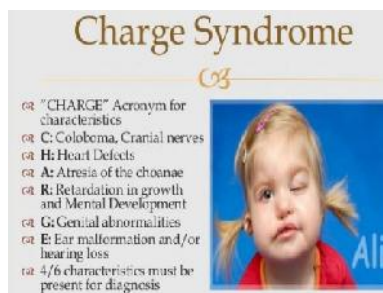 Charge Syndrome
"CHARGE" Acronym for
characteristics
C: Coloboma, Cranial nerves
H: Heart Defects
A: Atresia of the choanae
R: Retardation in growth
and Mental Development
G: Genital abnormalities
E: Ear malformation and/or
hearing loss
4/6 characteristics must be
present for diagnosis
Ali